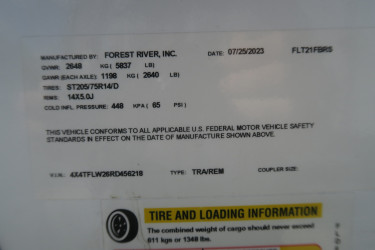 MANUFACTURED BY: FOREST RIVER, INC. DATE: 07/25/2023 FLT21FBRS
GVWR: 2648 KG ( 5837 LB)
GAWR (EACH AXLE): 1198 KG ( 2640 LB)
TIRES: ST205/75R14/D
RIMS: 14X5.0J
COLD INFL. PRESSURE: 448 KPA ( 65 PSI )
THIS VEHICLE CONFORMS TO ALL APPLICABLE U.S. FEDERAL MOTOR VEHICLE SAFETY
STANDARDS IN EFFECT ON THE DATE OF MANUFACTURE SHOWN ABOVE.
V.I.N.: 4X4TFLW26RD456218 TYPE: TRA/REM COUPLER SIZE:
TIRE AND LOADING INFORMATION
The combined weight of cargo should never exceed
611 kgs or 1348 lbs.